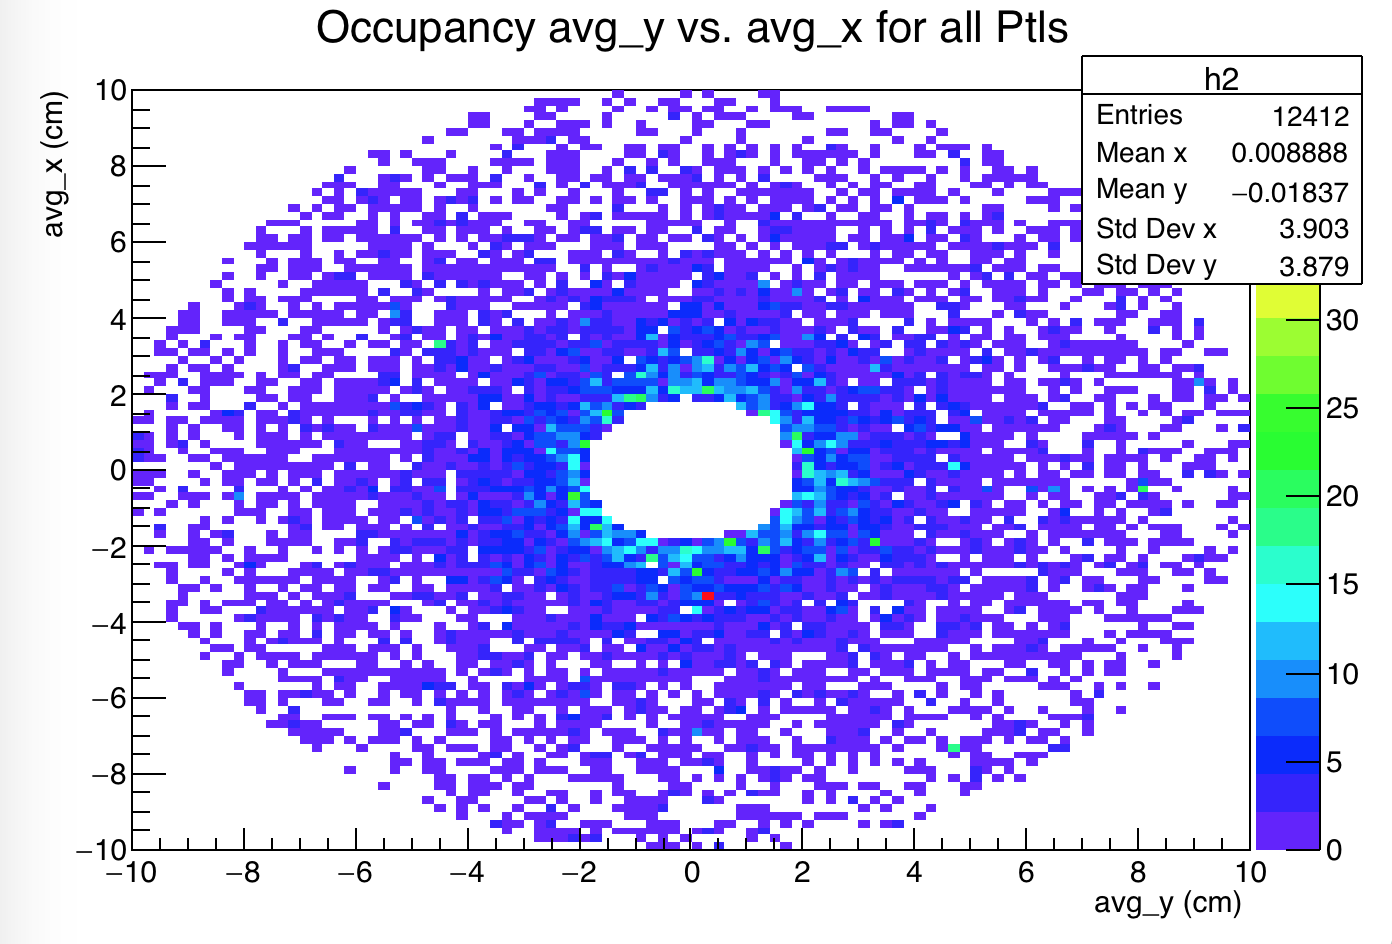 Occupancy avg_y vs. avg_x for all Ptls
h2
Entries 12412
Mean x 0.008888
Mean y −0.01837
Std Dev x 3.903
Std Dev y 3.879
avg_x (cm)
10
8
6
4
2
0
−2
−4
−6
−8
−10
−10 −8 −6 −4 −2 0 2 4 6 8 10
avg_y (cm)
30
25
20
15
10
5
0